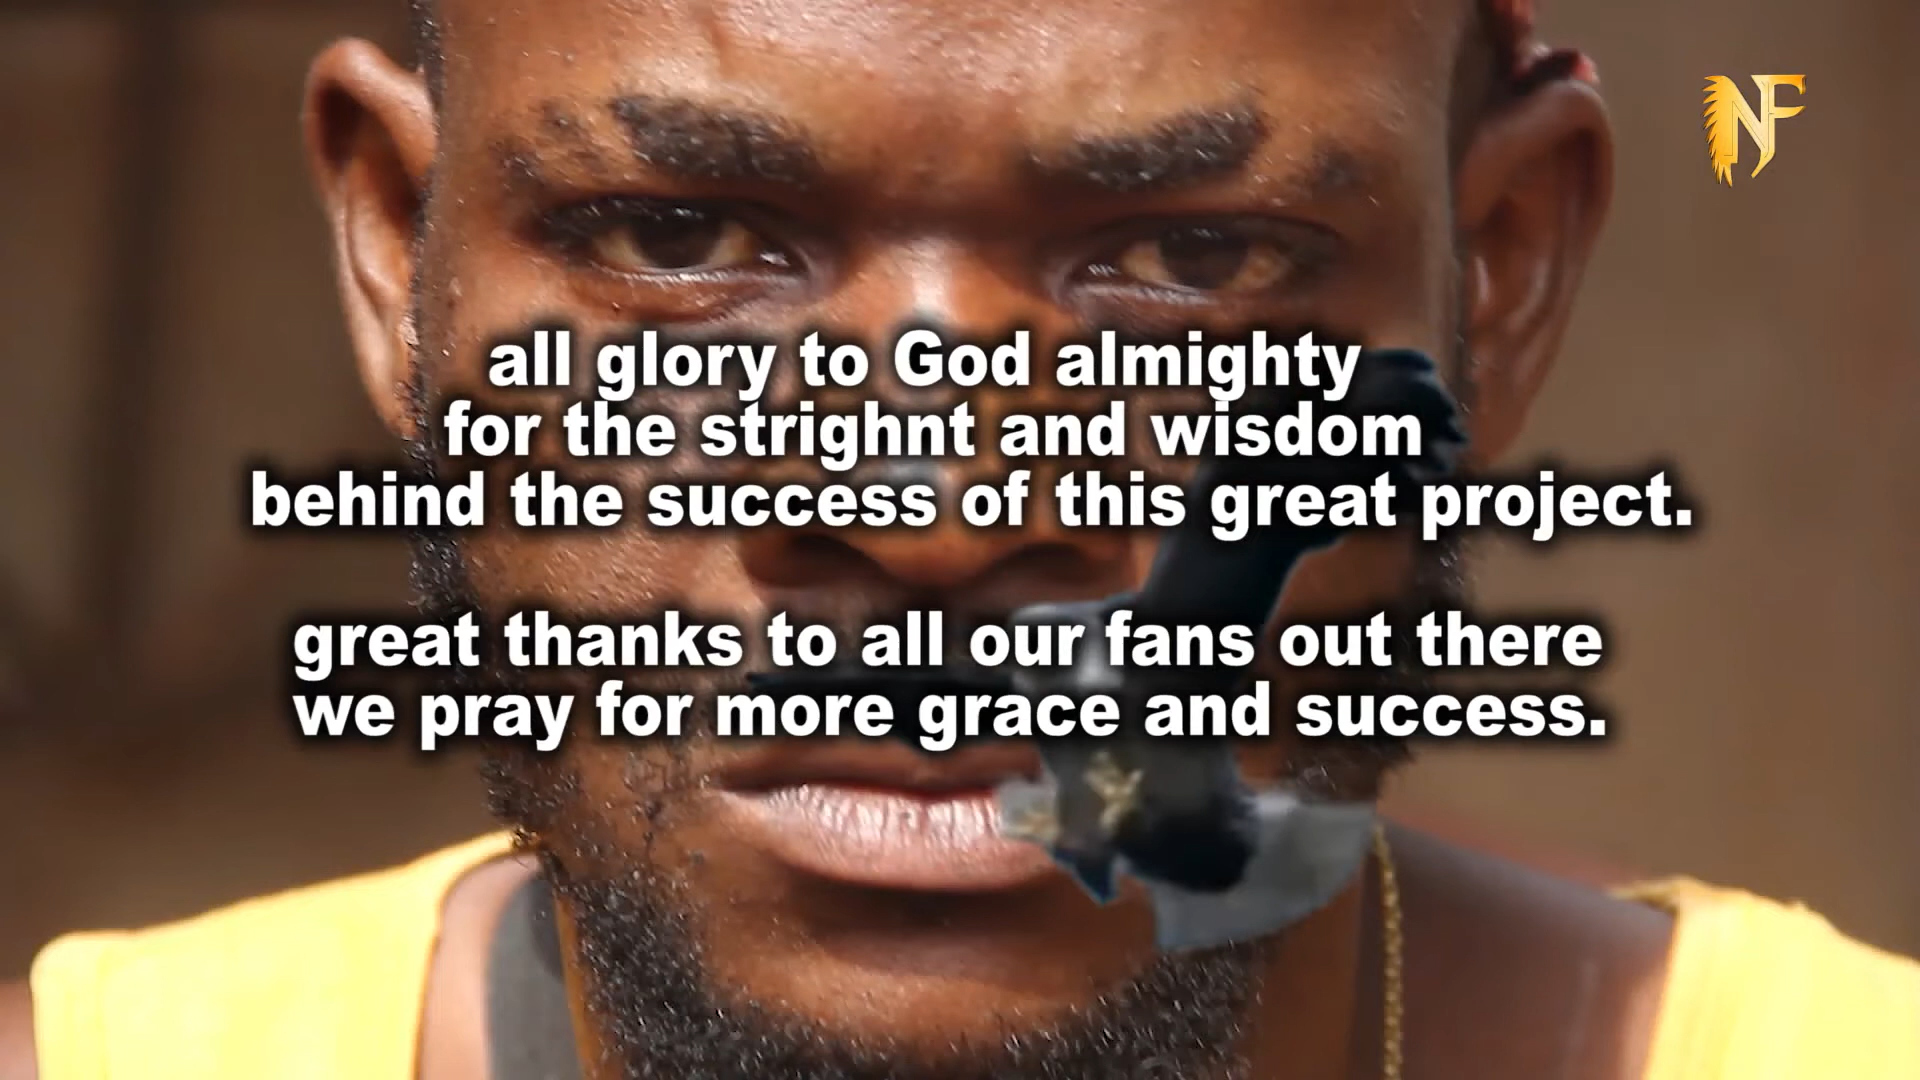 NF
all glory to God almighty
for the strighnt and wisdom
behind the success of this great project.
great thanks to all our fans out there
we pray for more grace and success.